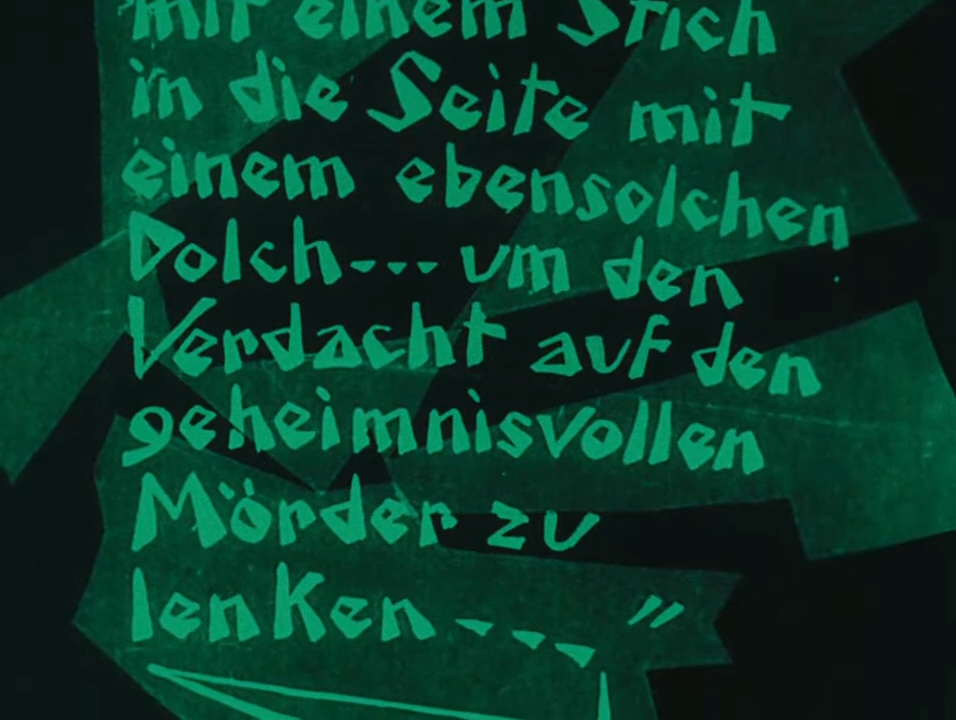 mit einem Stich
in die Seite mit
einem ebensolchen
Dolch--- um den
Verdacht auf den
geheimnisvollen
Mörder zu
lenken ---"